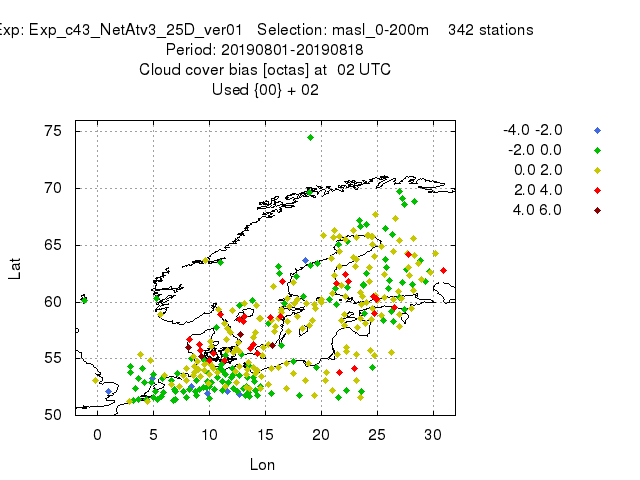 Exp: Exp_c43_NetAtv3_25D_ver01 Selection: masl_0-200m 342 stations
Period: 20190801-20190818
Cloud cover bias [octas] at 02 UTC
Used {00} + 02
-4.0 -2.0
-2.0 0.0
0.0 2.0
2.0 4.0
4.0 6.0
75
70
65
60
55
50
Lat
0 5 10 15 20 25 30
Lon